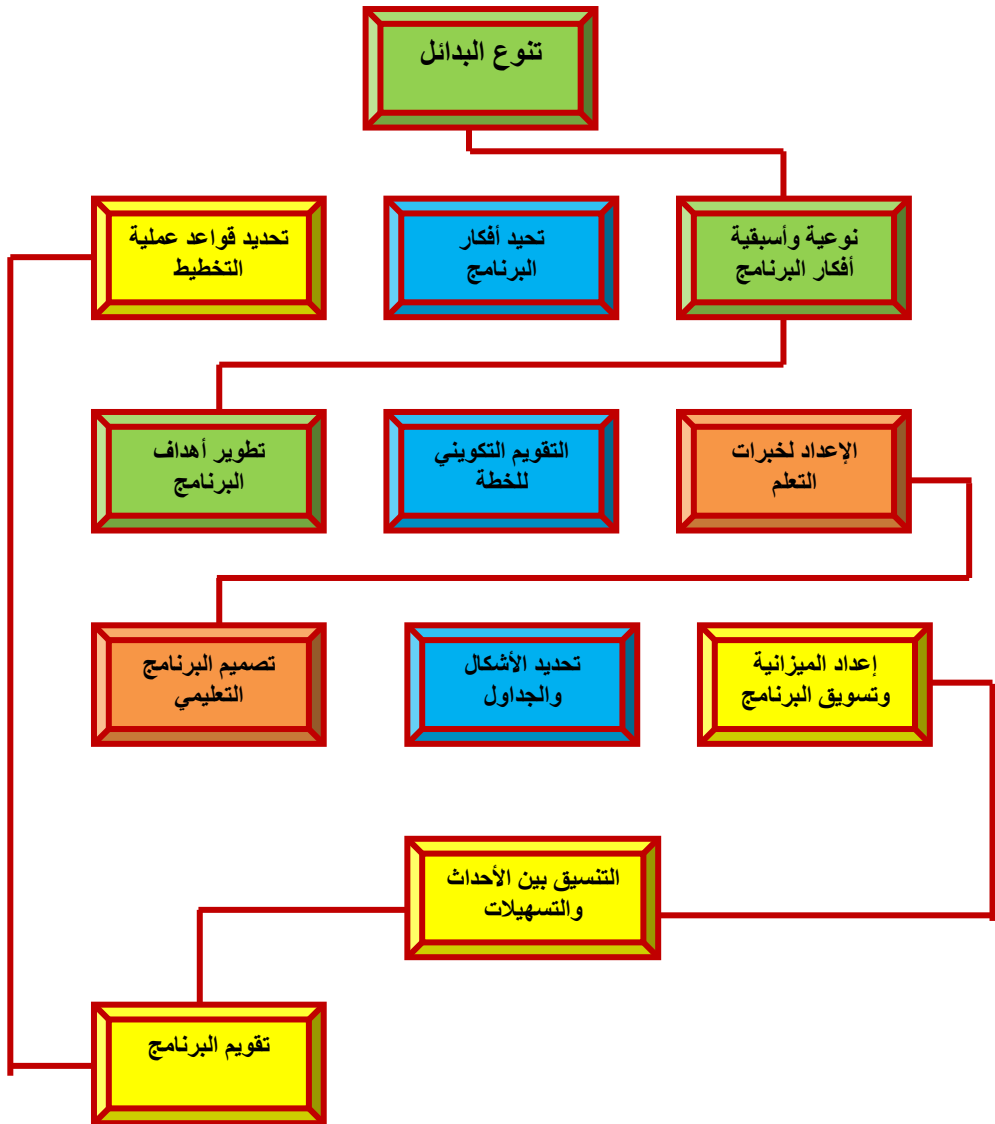 تنوع البدائل
نوعية وأسبقية
أفكار البرنامج
تحيد أفكار
البرنامج
تحديد قواعد عملية
التخطيط
الإعداد لخبرات
التعلم
التقويم التكويني
للخطة
تطوير أهداف
البرنامج
إعداد الميزانية
وتسويق البرنامج
تحديد الأشكال
والجداول
تصميم البرنامج
التعليمي
التنسيق بين الأحداث
والتسهيلات
تقويم البرنامج